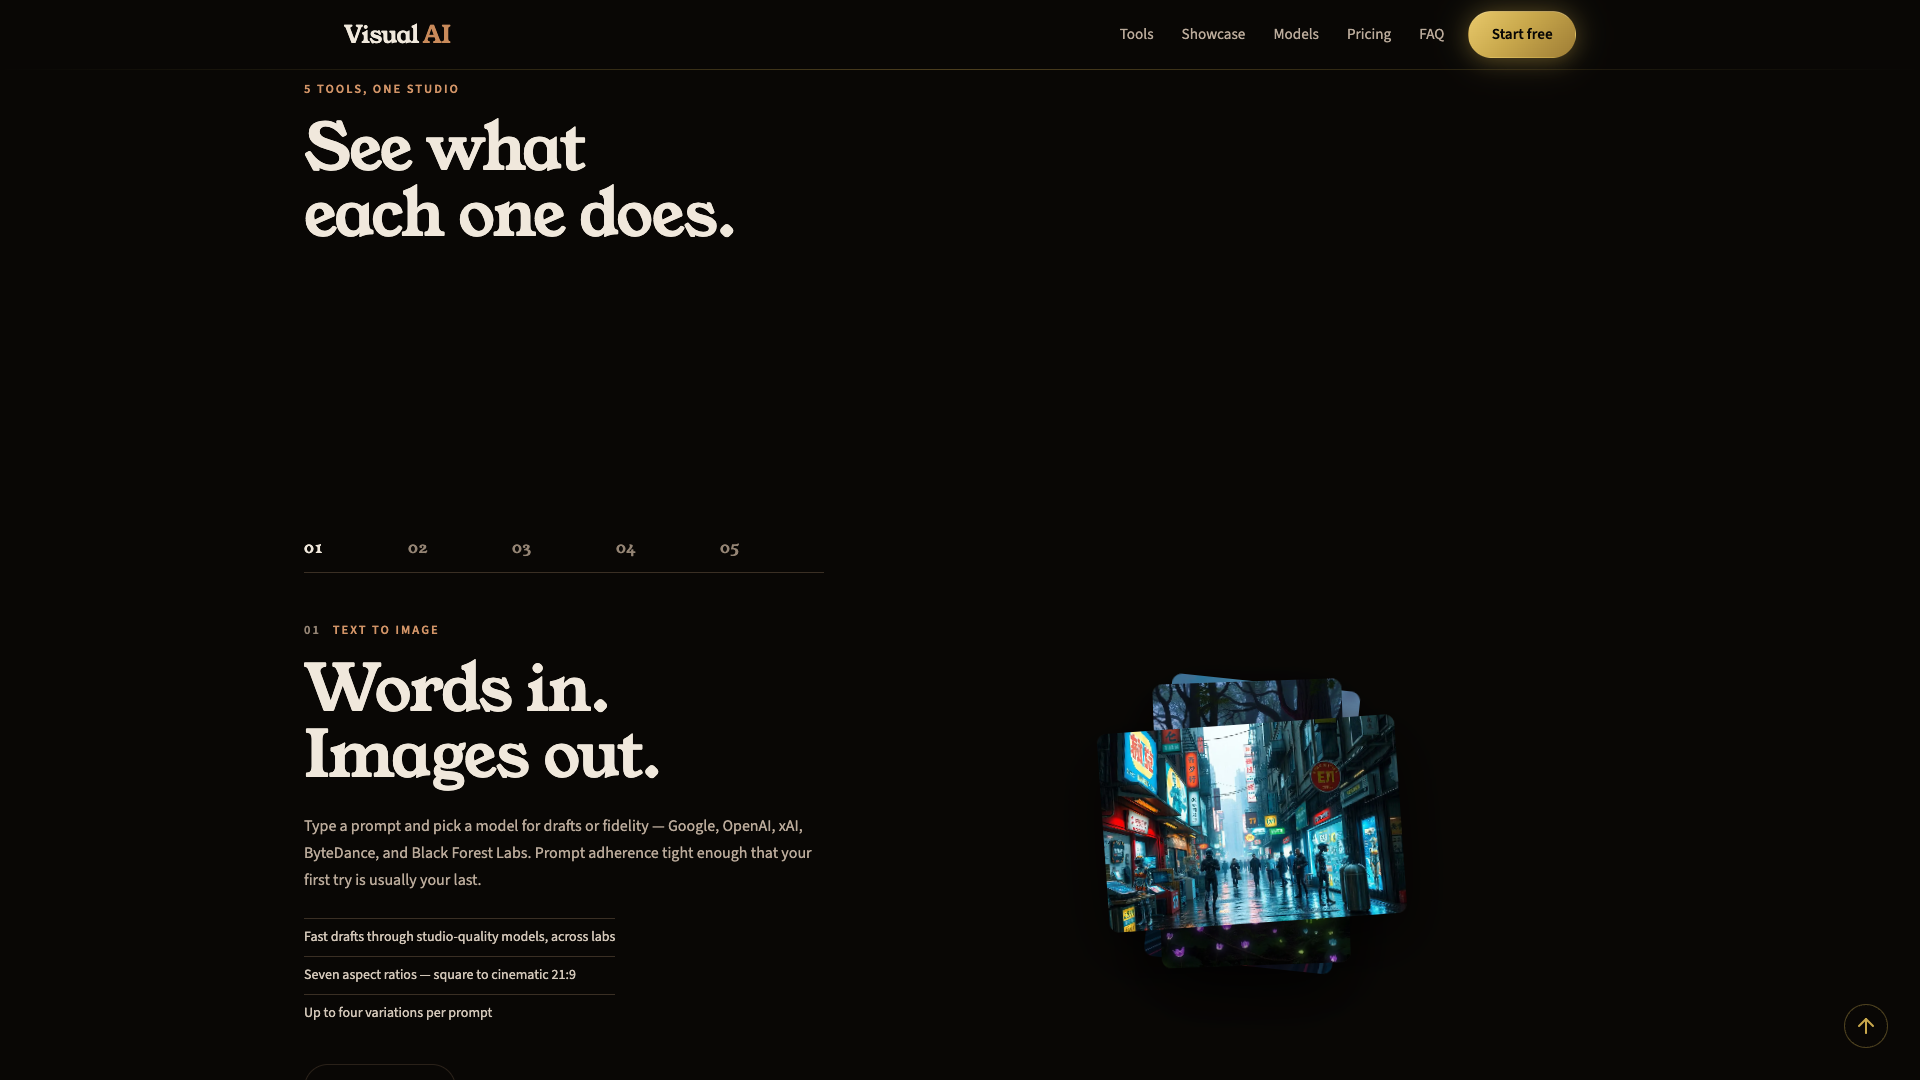 Visual AI
Tools
Showcase
Models
Pricing
FAQ
Start free
5 TOOLS, ONE STUDIO
See what
each one does.
01
02
03
04
05
01 TEXT TO IMAGE
Words in.
Images out.
Type a prompt and pick a model for drafts or fidelity — Google, OpenAI, xAI,
ByteDance, and Black Forest Labs. Prompt adherence tight enough that your
first try is usually your last.
Fast drafts through studio-quality models, across labs
Seven aspect ratios — square to cinematic 21:9
Up to four variations per prompt